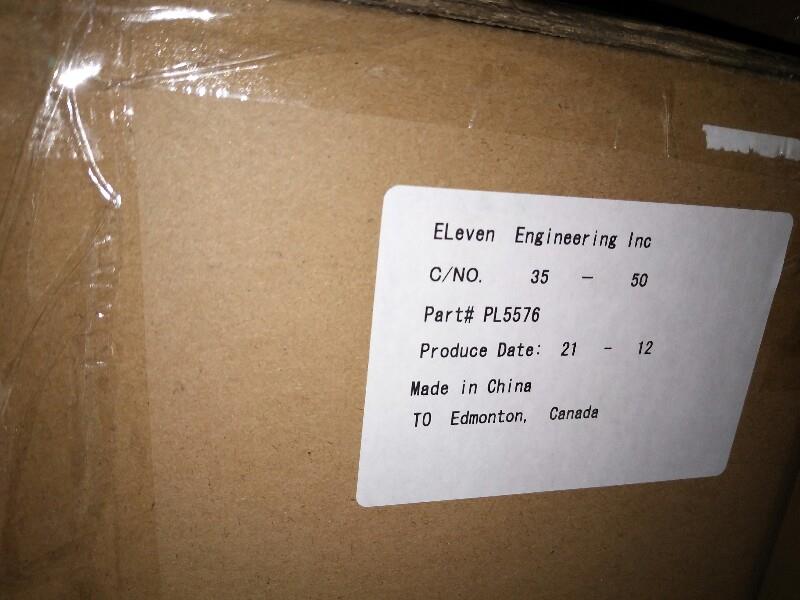 ELeven Engineering Inc
C/NO. 35 - 50
Part# PL5576
Produce Date: 21 - 12
Made in China
TO Edmonton, Canada